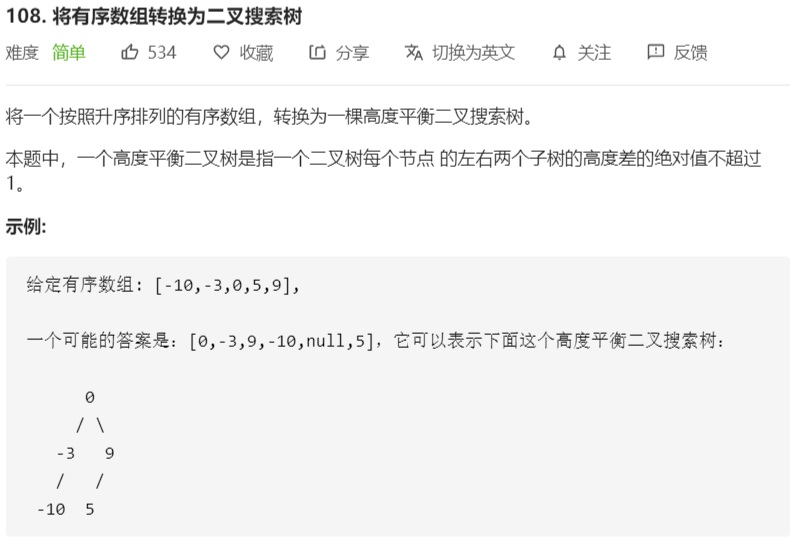 108. 将有序数组转换为二叉搜索树
难度 简单 534 收藏 分享 切换为英文 关注 反馈
将一个按照升序排列的有序数组，转换为一棵高度平衡二叉搜索树。
本题中，一个高度平衡二叉树是指一个二叉树每个节点 的左右两个子树的高度差的绝对值不超过
1。
示例:
给定有序数组: [-10,-3,0,5,9],
一个可能的答案是：[0,-3,9,-10,null,5]，它可以表示下面这个高度平衡二叉搜索树：
0
/ \
-3 9
/ /
-10 5